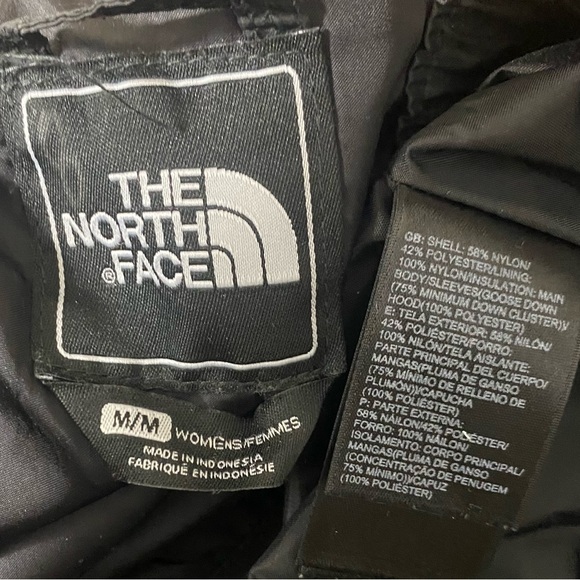 THE
NORTH
FACE
®
M/M WOMENS/FEMMES
MADE IN INDONESIA
FABRIQUÉ EN INDONÉSIE
GB: SHELL: 58% NYLON/
42% POLYESTER/LINING:
100% NYLON/INSULATION: MAIN
BODY/SLEEVES(GOOSE DOWN
(75% MINIMUM DOWN CLUSTER)/
HOOD(100% POLYESTER)
E: TELA EXTERIOR: 58% NILÓN/
42% POLIÉSTER/FORRO:
100% NILÓN/TELA AISLANTE:
PARTE PRINCIPAL DEL CUERPO/
MANGAS(PLUMA DE GANSO
(75% MÍNIMO DE RELLENO DE
PLUMÓN)/CAPUCHA
(100% POLIÉSTER)
P: PARTE EXTERNA:
58% NÁILON/42% POLIÉSTER/
FORRO: 100% NÁILON/
ISOLAMENTO: CORPO PRINCIPAL/
MANGAS(PLUMA DE GANSO
(CONCENTRAÇÃO DE PENUGEM
75% MÍNIMO)/CAPUZ
(100% POLIÉSTER)